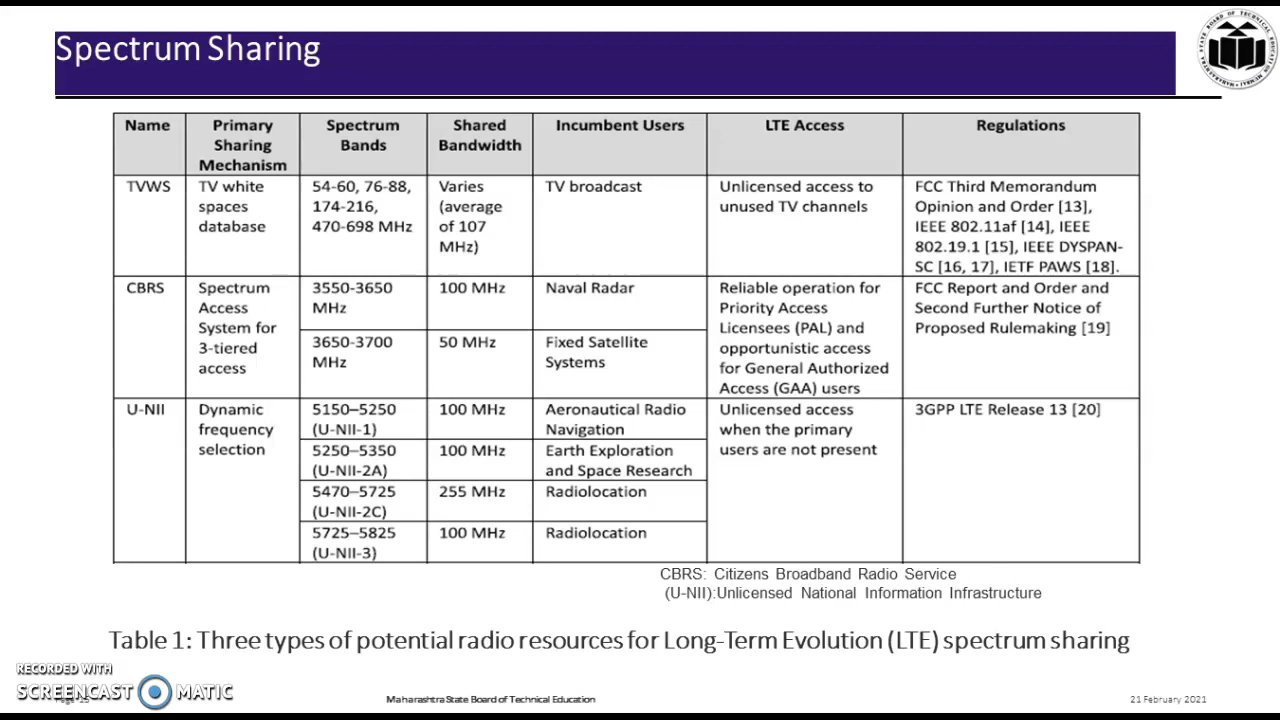 Spectrum Sharing
MAHARASHTRA STATE BOARD OF TECHNICAL EDUCATION MUMBAI
Name
Primary
Sharing
Mechanism
Spectrum
Bands
Shared
Bandwidth
Incumbent Users
LTE Access
Regulations
TVWS
TV white
spaces
database
54-60, 76-88,
174-216,
470-698 MHz
Varies
(average
of 107
MHz)
TV broadcast
Unlicensed access to
unused TV channels
FCC Third Memorandum
Opinion and Order [13],
IEEE 802.11af [14], IEEE
802.19.1 [15], IEEE DYSPAN-
SC [16, 17], IETF PAWS [18].
CBRS
Spectrum
Access
System for
3-tiered
access
3550-3650
MHz
100 MHz
Naval Radar
3650-3700
MHz
50 MHz
Fixed Satellite
Systems
Reliable operation for
Priority Access
Licensees (PAL) and
opportunistic access
for General Authorized
Access (GAA) users
FCC Report and Order and
Second Further Notice of
Proposed Rulemaking [19]
U-NII
Dynamic
frequency
selection
5150–5250
(U-NII-1)
100 MHz
Aeronautical Radio
Navigation
5250–5350
(U-NII-2A)
100 MHz
Earth Exploration
and Space Research
5470–5725
(U-NII-2C)
255 MHz
Radiolocation
5725–5825
(U-NII-3)
100 MHz
Radiolocation
Unlicensed access
when the primary
users are not present
3GPP LTE Release 13 [20]
CBRS: Citizens Broadband Radio Service
(U-NII):Unlicensed National Information Infrastructure
Table 1: Three types of potential radio resources for Long-Term Evolution (LTE) spectrum sharing
RECORDED WITH
SCREENCAST MATIC
Maharashtra State Board of Technical Education
21 February 2021